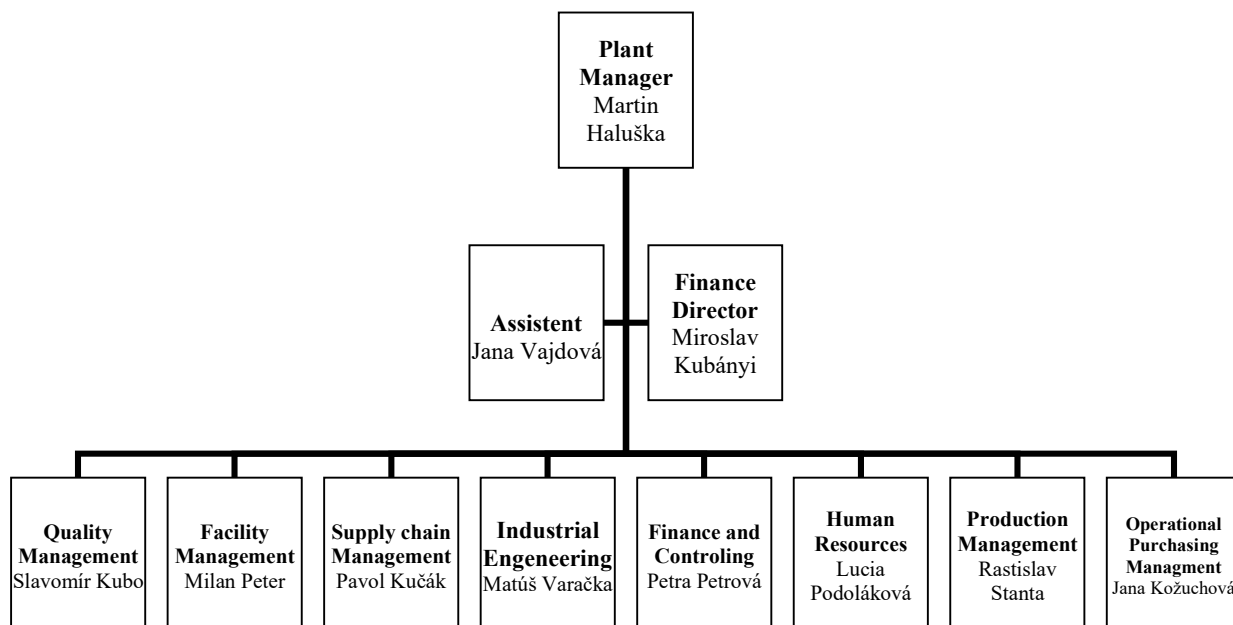 Plant
Manager
Martin
Haluška
Assistent
Jana Vajdová
Finance
Director
Miroslav
Kubányi
Quality
Management
Slavomír Kubo
Facility
Management
Milan Peter
Supply chain
Management
Pavol Kučák
Industrial
Engeneering
Matúš Varačka
Finance and
Controling
Petra Petrová
Human
Resources
Lucia
Podoláková
Production
Management
Rastislav
Stanta
Operational
Purchasing
Managment
Jana Kožuchová